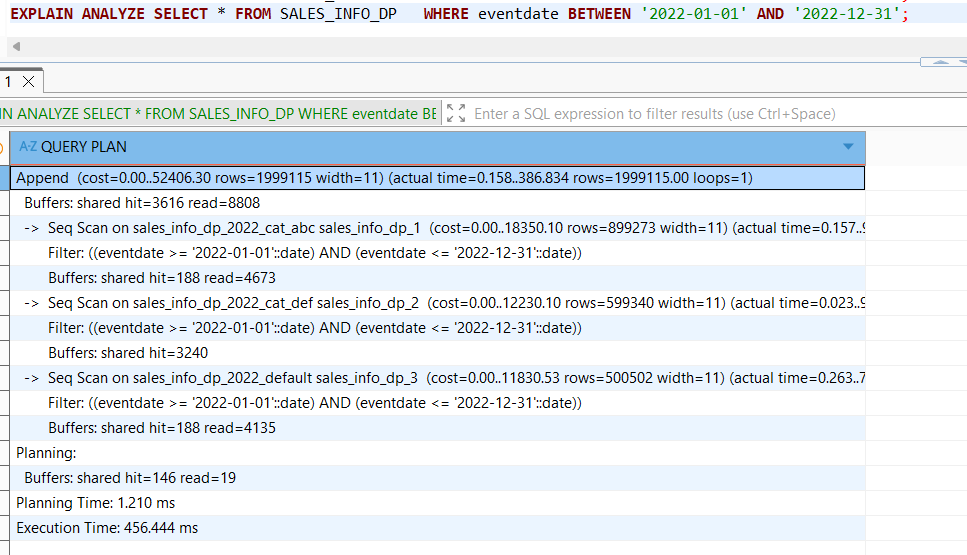 EXPLAIN ANALYZE SELECT * FROM SALES_INFO_DP WHERE eventdate BETWEEN '2022-01-01' AND '2022-12-31';
1
IN ANALYZE SELECT * FROM SALES_INFO_DP WHERE eventdate BE
Enter a SQL expression to filter results (use Ctrl+Space)
A-Z QUERY PLAN
Append (cost=0.00..52406.30 rows=1999115 width=11) (actual time=0.158..386.834 rows=1999115.00 loops=1)
Buffers: shared hit=3616 read=8808
-> Seq Scan on sales_info_dp_2022_cat_abc sales_info_dp_1 (cost=0.00..18350.10 rows=899273 width=11) (actual time=0.157..9
Filter: ((eventdate >= '2022-01-01'::date) AND (eventdate <= '2022-12-31'::date))
Buffers: shared hit=188 read=4673
-> Seq Scan on sales_info_dp_2022_cat_def sales_info_dp_2 (cost=0.00..12230.10 rows=599340 width=11) (actual time=0.023..9
Filter: ((eventdate >= '2022-01-01'::date) AND (eventdate <= '2022-12-31'::date))
Buffers: shared hit=3240
-> Seq Scan on sales_info_dp_2022_default sales_info_dp_3 (cost=0.00..11830.53 rows=500502 width=11) (actual time=0.263..7
Filter: ((eventdate >= '2022-01-01'::date) AND (eventdate <= '2022-12-31'::date))
Buffers: shared hit=188 read=4135
Planning:
Buffers: shared hit=146 read=19
Planning Time: 1.210 ms
Execution Time: 456.444 ms